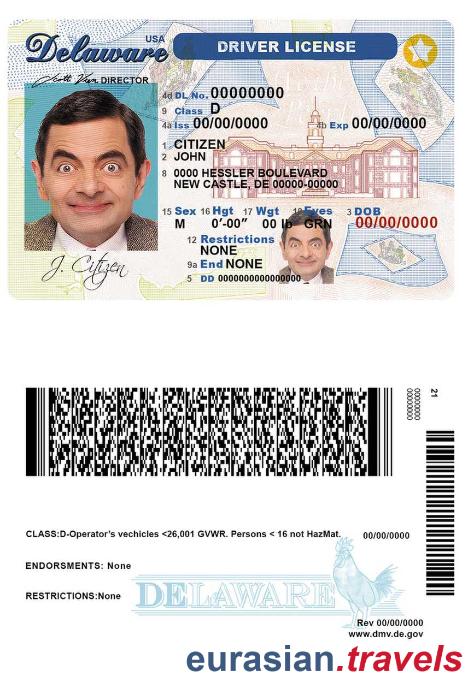 Delaware USA
DRIVER LICENSE
DIRECTOR
4d DL No. 00000000
9 Class D
4a Iss 00/00/0000 4b Exp 00/00/0000
1 CITIZEN
2 JOHN
8 0000 HESSLER BOULEVARD
NEW CASTLE, DE 00000-00000
15 Sex 16 Hgt 17 Wgt 18 Eyes 3 DOB
M 0'-00" 00 lb GRN 00/00/0000
12 Restrictions
NONE
9a End NONE
5 DD 0000000000000000
J. Citizen
21
00000000
00000000
CLASS:D-Operator's vechicles <26,001 GVWR. Persons < 16 not HazMat. 00/00/0000
ENDORSMENTS: None
RESTRICTIONS:None
DELAWARE
Rev 00/00/0000
www.dmv.de.gov
eurasian.travels